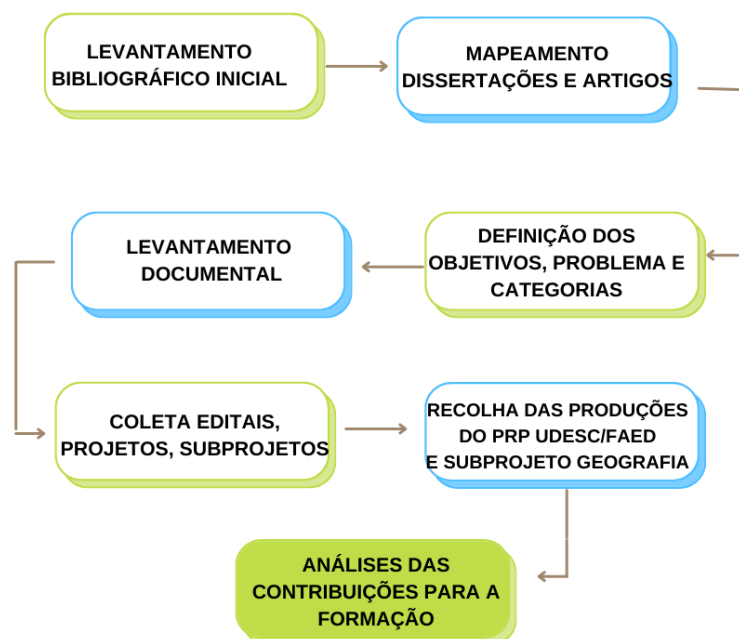 LEVANTAMENTO
BIBLIOGRÁFICO INICIAL
MAPEAMENTO
DISSERTAÇÕES E ARTIGOS
DEFINIÇÃO DOS
OBJETIVOS, PROBLEMA E
CATEGORIAS
LEVANTAMENTO
DOCUMENTAL
COLETA EDITAIS,
PROJETOS, SUBPROJETOS
RECOLHA DAS PRODUÇÕES
DO PRP UDESC/FAED
E SUBPROJETO GEOGRAFIA
ANÁLISES DAS
CONTRIBUIÇÕES PARA A
FORMAÇÃO